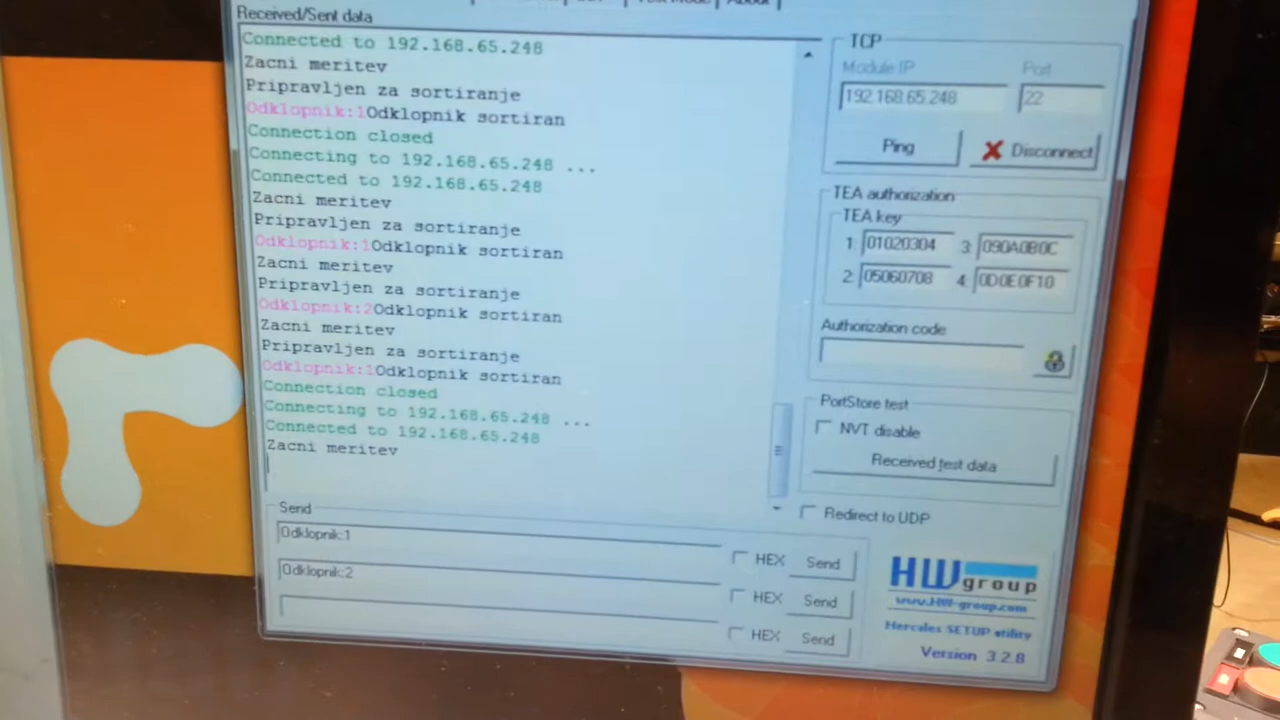 Received/Sent data
Connected to 192.168.65.248
Zacni meritev
Pripravljen za sortiranje
Odklopnik:1Odklopnik sortiran
Connection closed
Connecting to 192.168.65.248 ...
Connected to 192.168.65.248
Zacni meritev
Pripravljen za sortiranje
Odklopnik:1Odklopnik sortiran
Zacni meritev
Pripravljen za sortiranje
Odklopnik:2Odklopnik sortiran
Zacni meritev
Pripravljen za sortiranje
Odklopnik:1Odklopnik sortiran
Connection closed
Connecting to 192.168.65.248 ...
Connected to 192.168.65.248
Zacni meritev
Send
Odklopnik:1
HEX Send
Odklopnik:2
HEX Send
HEX Send
TCP
Module IP Port
192.168.65.248 22
Ping Disconnect
TEA authorization
TEA key
1: 01020304 3: 090A0B0C
2: 05060708 4: 0D0E0F10
Authorization code
PortStore test
NVT disable
Received test data
Redirect to UDP
HW group
www.HW-group.com
Hercules SETUP utility
Version 3.2.8